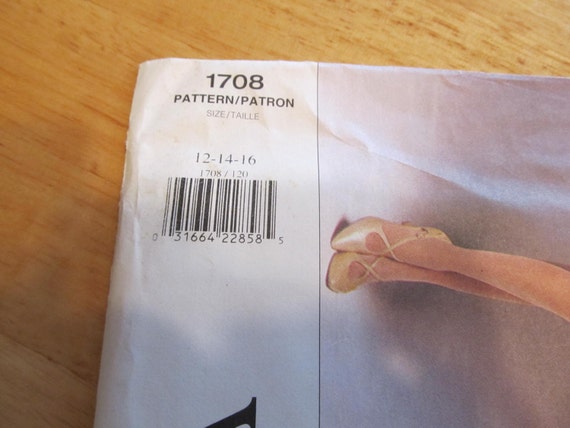 1708
PATTERN/PATRON
SIZE/TAILLE
12-14-16
1708 / 120
0 31664 22858 5